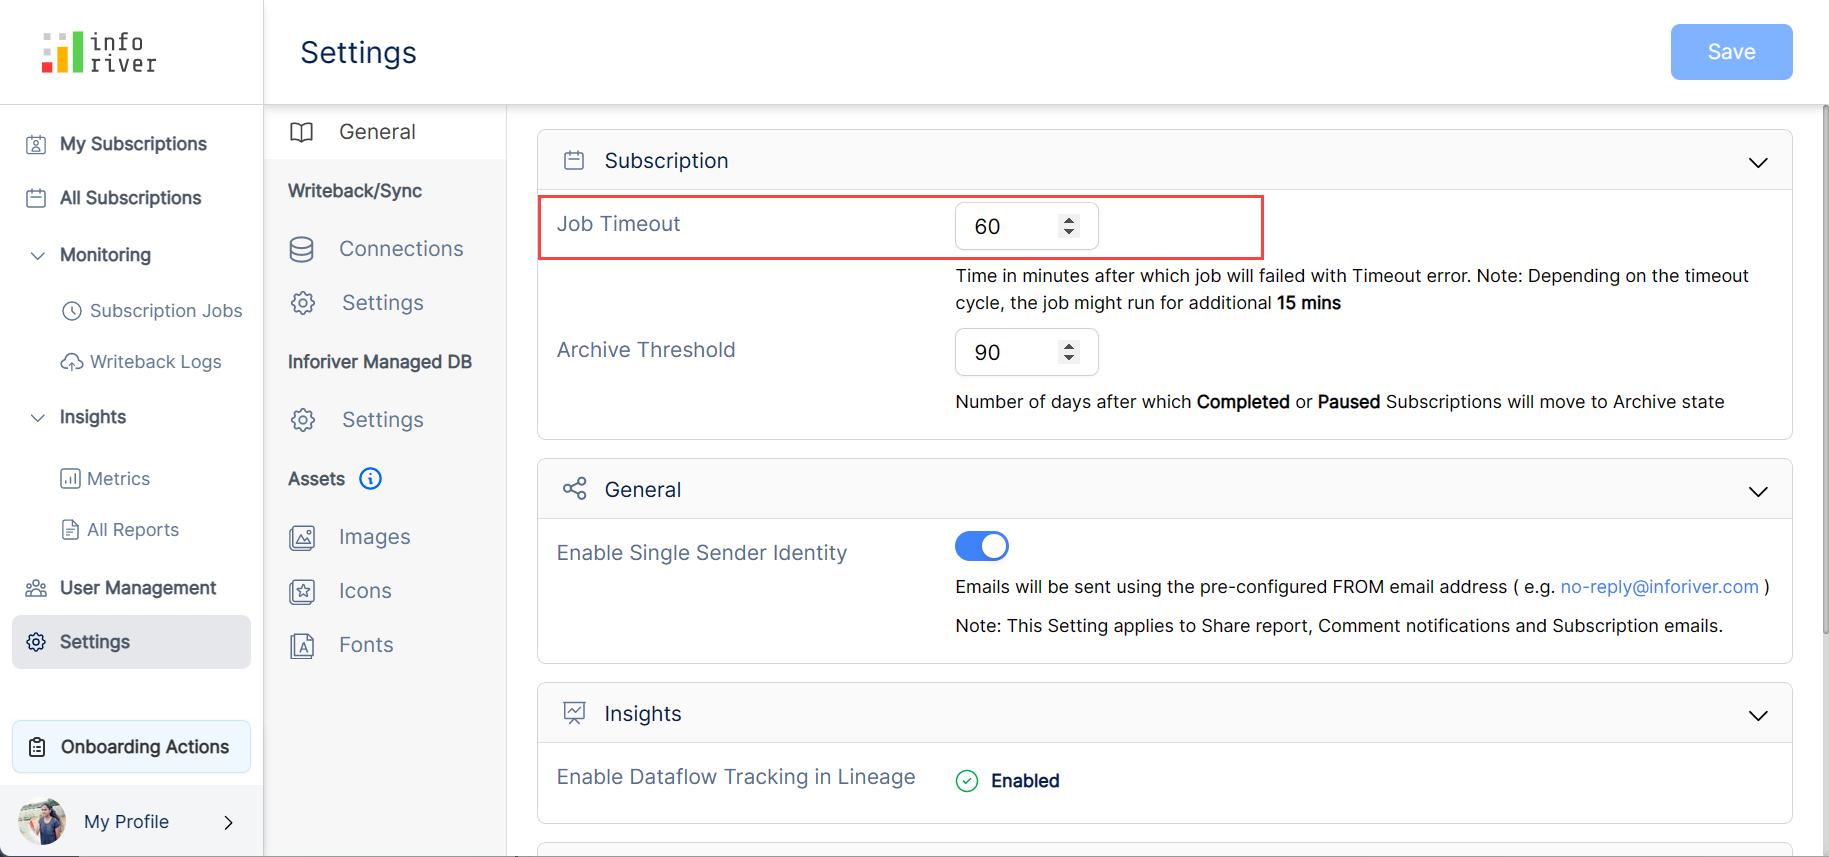 info
river
Settings
Save
My Subscriptions
All Subscriptions
Monitoring
Subscription Jobs
Writeback Logs
Insights
Metrics
All Reports
User Management
Settings
Onboarding Actions
My Profile
General
Writeback/Sync
Connections
Settings
Inforiver Managed DB
Settings
Assets
Images
Icons
Fonts
Subscription
Job Timeout
60
Time in minutes after which job will failed with Timeout error. Note: Depending on the timeout
cycle, the job might run for additional 15 mins
Archive Threshold
90
Number of days after which Completed or Paused Subscriptions will move to Archive state
General
Enable Single Sender Identity
Emails will be sent using the pre-configured FROM email address ( e.g. no-reply@inforiver.com )
Note: This Setting applies to Share report, Comment notifications and Subscription emails.
Insights
Enable Dataflow Tracking in Lineage
Enabled